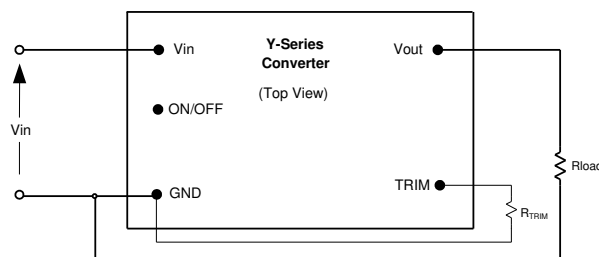 Y-Series
Converter
(Top View)
Vin
Vout
ON/OFF
Vin
GND
TRIM
Rload
RTRIM